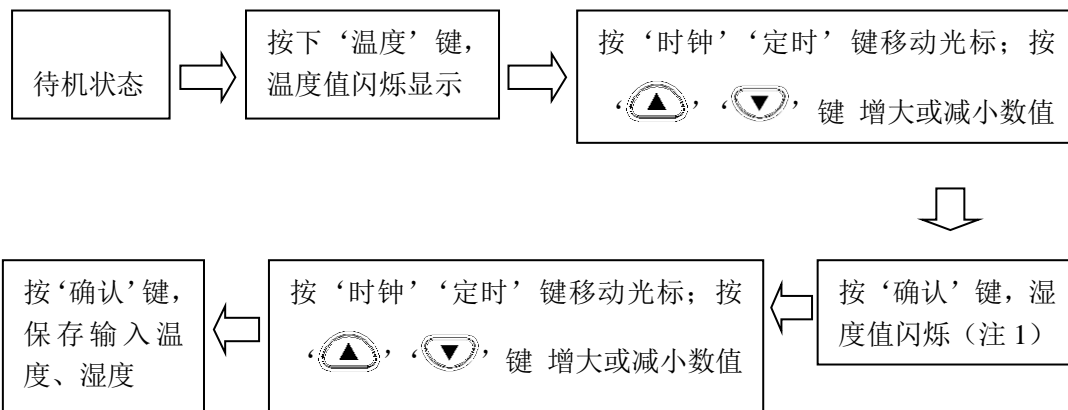 待机状态
按下‘温度’键，
温度值闪烁显示
按‘时钟’‘定时’键移动光标；按
‘▲’‘▼’键 增大或减小数值
按‘确认’键，湿
度值闪烁（注1）
按‘时钟’‘定时’键移动光标；按
‘▲’‘▼’键 增大或减小数值
按‘确认’键，
保存输入温
度、湿度